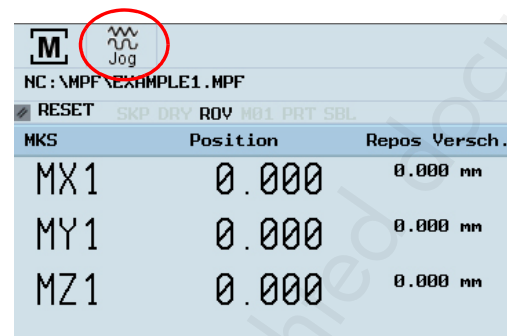 M Jog
NC:\MPF\EXAMPLE1.MPF
RESET SKP DRY ROV M01 PRT SBL
MKS Position Repos Versch.
MX1 0.000 0.000 mm
MY1 0.000 0.000 mm
MZ1 0.000 0.000 mm